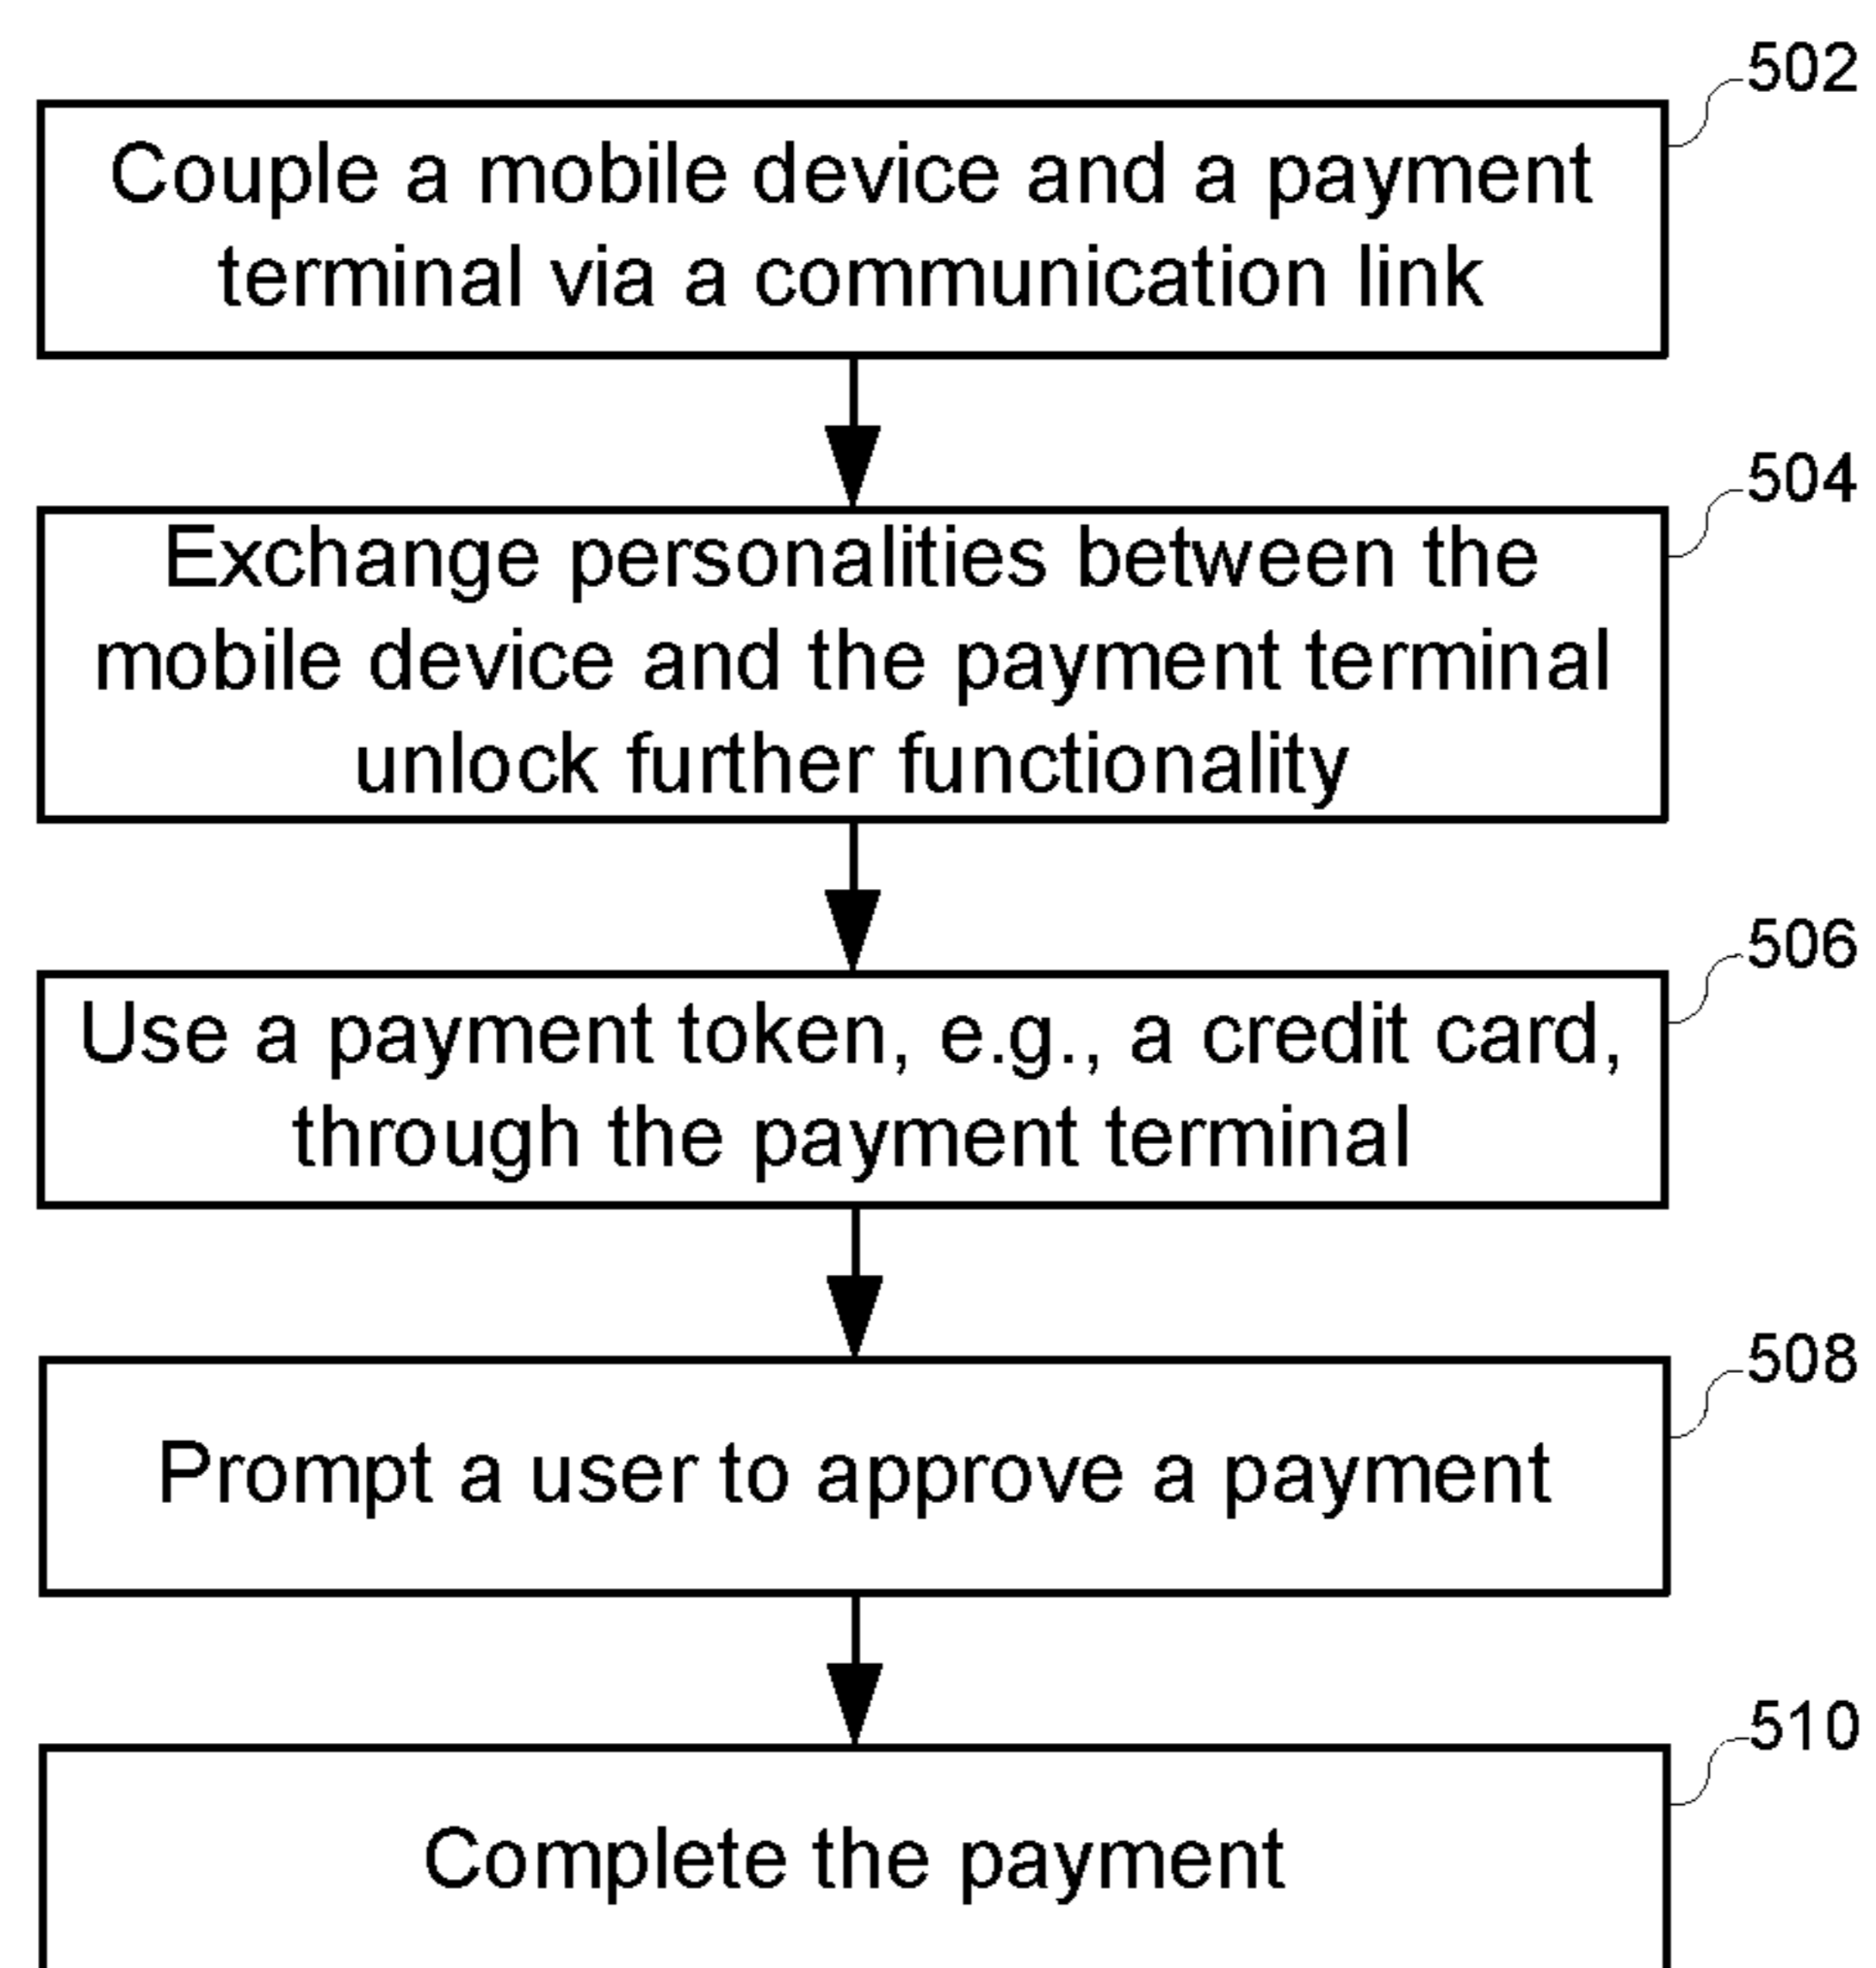 502
Couple a mobile device and a payment
terminal via a communication link
504
Exchange personalities between the
mobile device and the payment terminal
unlock further functionality
506
Use a payment token, e.g., a credit card,
through the payment terminal
508
Prompt a user to approve a payment
510
Complete the payment